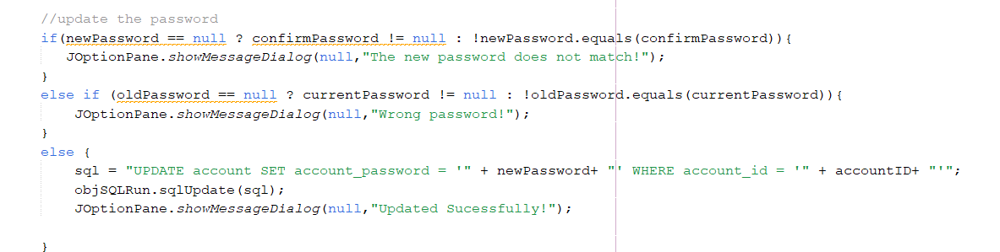 //update the password
if(newPassword == null ? confirmPassword != null : !newPassword.equals(confirmPassword)){
JOptionPane.showMessageDialog(null,"The new password does not match!");
}
else if (oldPassword == null ? currentPassword != null : !oldPassword.equals(currentPassword)){
JOptionPane.showMessageDialog(null,"Wrong password!");
}
else {
sql = "UPDATE account SET account_password = '" + newPassword+ "' WHERE account_id = '" + accountID+ "'";
objSQLRun.sqlUpdate(sql);
JOptionPane.showMessageDialog(null,"Updated Sucessfully!");
}